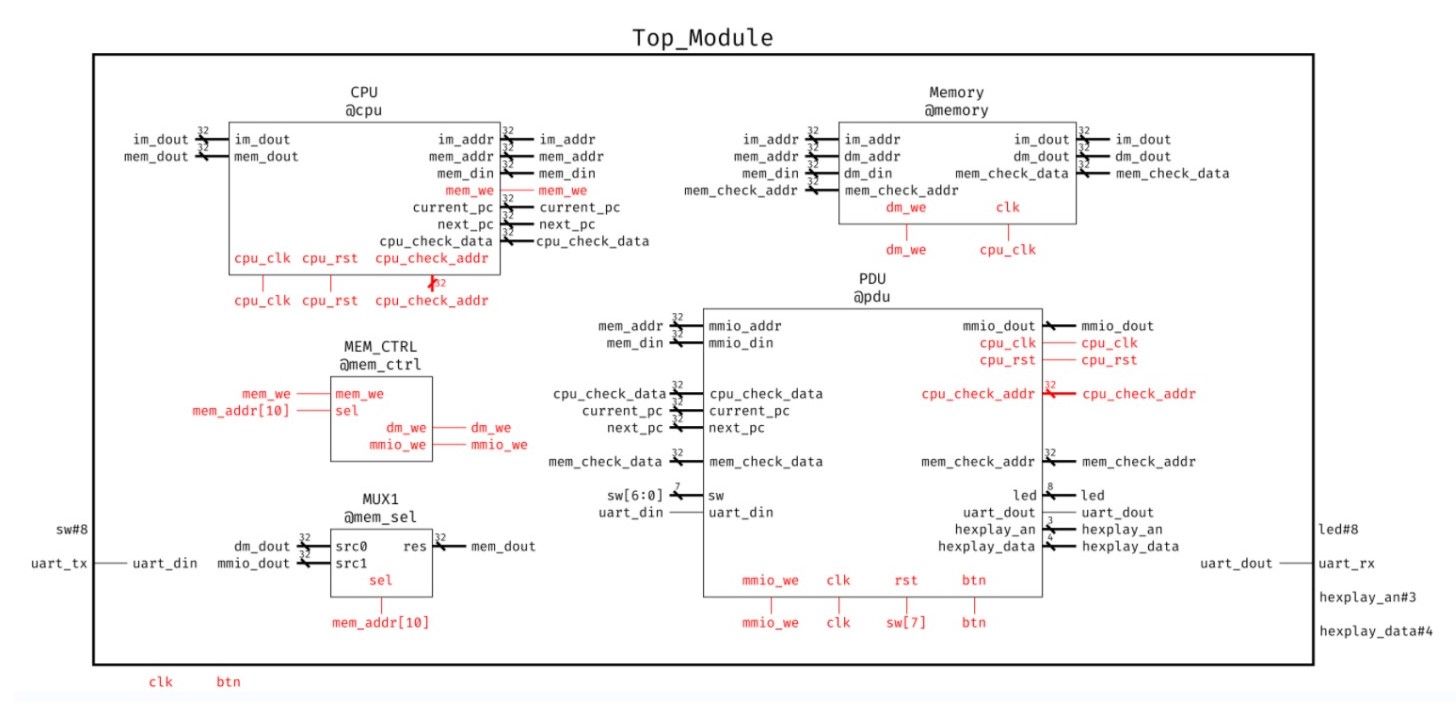 Top_Module
CPU
@cpu
im_dout 32 im_dout im_addr 32 im_addr
mem_dout 32 mem_dout mem_addr 32 mem_addr
mem_din 32 mem_din
mem_we mem_we
current_pc 32 current_pc
next_pc 32 next_pc
cpu_check_data 32 cpu_check_data
cpu_clk cpu_rst cpu_check_addr
32
cpu_clk cpu_rst cpu_check_addr
Memory
@memory
im_addr 32 im_addr im_dout 32 im_dout
mem_addr 32 dm_addr dm_dout 32 dm_dout
mem_din 32 dm_din mem_check_data 32 mem_check_data
mem_check_addr 32 mem_check_addr
dm_we clk
dm_we cpu_clk
MEM_CTRL
@mem_ctrl
mem_we mem_we
mem_addr[10] sel
dm_we dm_we
mmio_we mmio_we
PDU
@pdu
mem_addr 32 mmio_addr mmio_dout mmio_dout
mem_din 32 mmio_din cpu_clk cpu_clk
cpu_rst cpu_rst
cpu_check_data 32 cpu_check_data cpu_check_addr 32 cpu_check_addr
current_pc 32 current_pc
next_pc 32 next_pc
mem_check_data 32 mem_check_data mem_check_addr 32 mem_check_addr
sw[6:0] 7 sw led 8 led
uart_din uart_din uart_dout uart_dout
hexplay_an 3 hexplay_an
hexplay_data 4 hexplay_data
mmio_we clk rst btn
mmio_we clk sw[7] btn
MUX1
@mem_sel
dm_dout 32 src0 res 32 mem_dout
mmio_dout 32 src1
sel
mem_addr[10]
sw#8
uart_tx uart_din
led#8
uart_dout uart_rx
hexplay_an#3
hexplay_data#4
clk btn